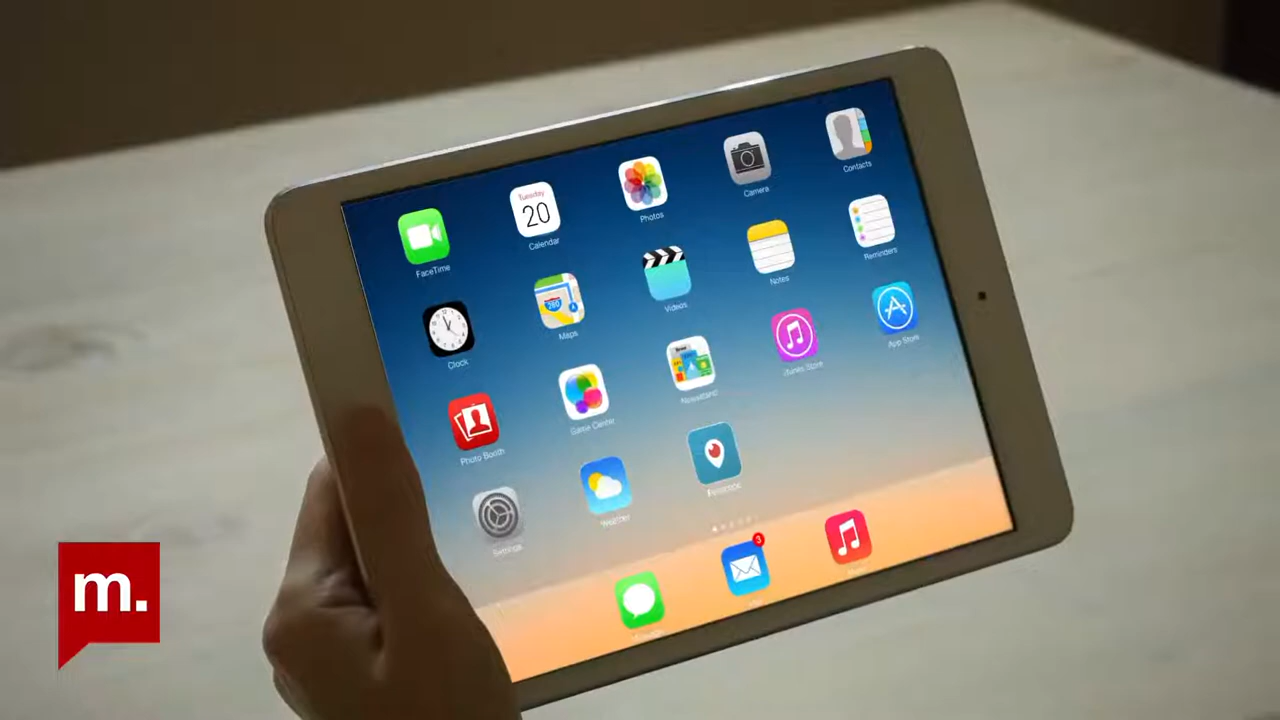 FaceTime
Tuesday
20
Calendar
Photos
Camera
Contacts
Clock
280
Maps
Videos
Notes
Reminders
Photo Booth
Game Center
Newsstand
iTunes Store
App Store
Settings
Weather
Periscope
3
m.